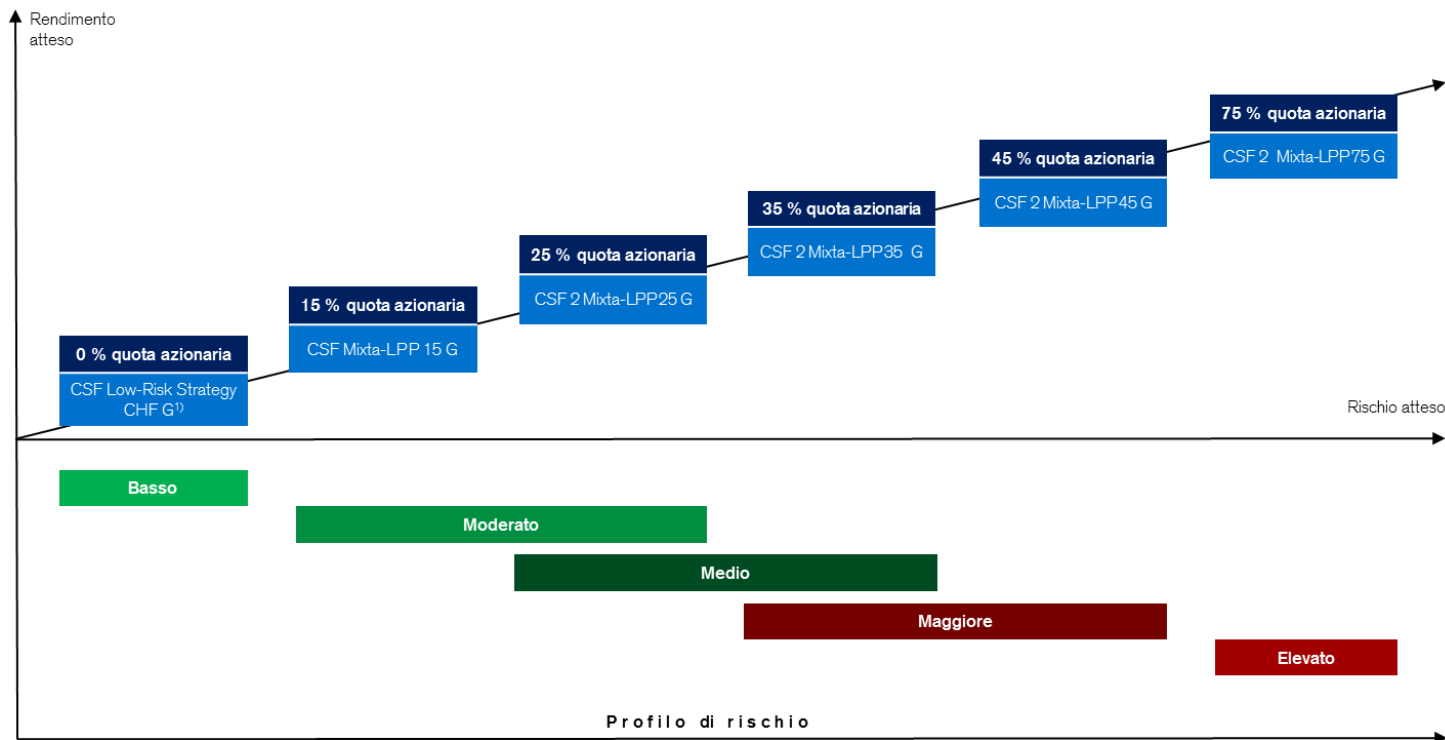 Rendimento
atteso
75 % quota azionaria
CSF 2 Mixta-LPP75 G
45 % quota azionaria
CSF 2 Mixta-LPP45 G
35 % quota azionaria
CSF 2 Mixta-LPP35 G
25 % quota azionaria
CSF 2 Mixta-LPP25 G
15 % quota azionaria
CSF Mixta-LPP 15 G
0 % quota azionaria
CSF Low-Risk Strategy
CHF G¹⁾
Rischio atteso
Basso
Moderato
Medio
Maggiore
Elevato
Profilo di rischio